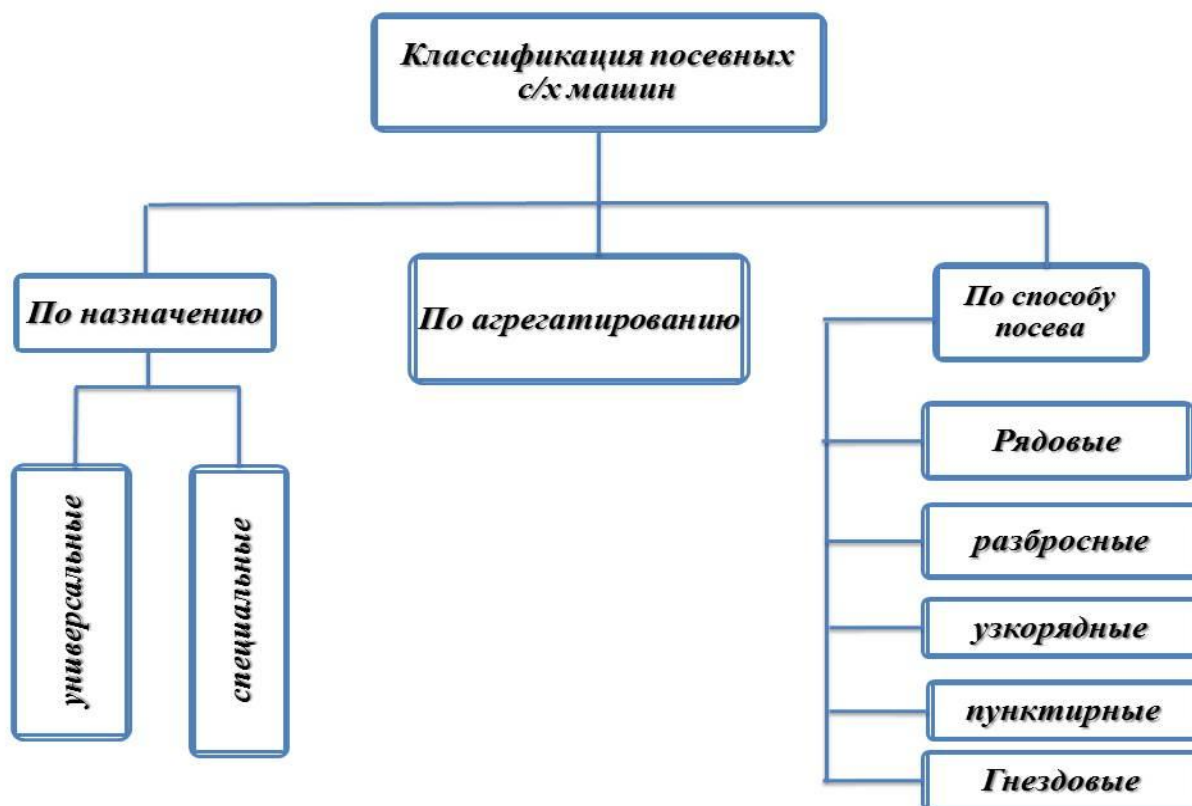 Классификация посевных
с/х машин
По назначению
По агрегатированию
По способу
посева
универсальные
специальные
Рядовые
разбросные
узкорядные
пунктирные
Гнездовые